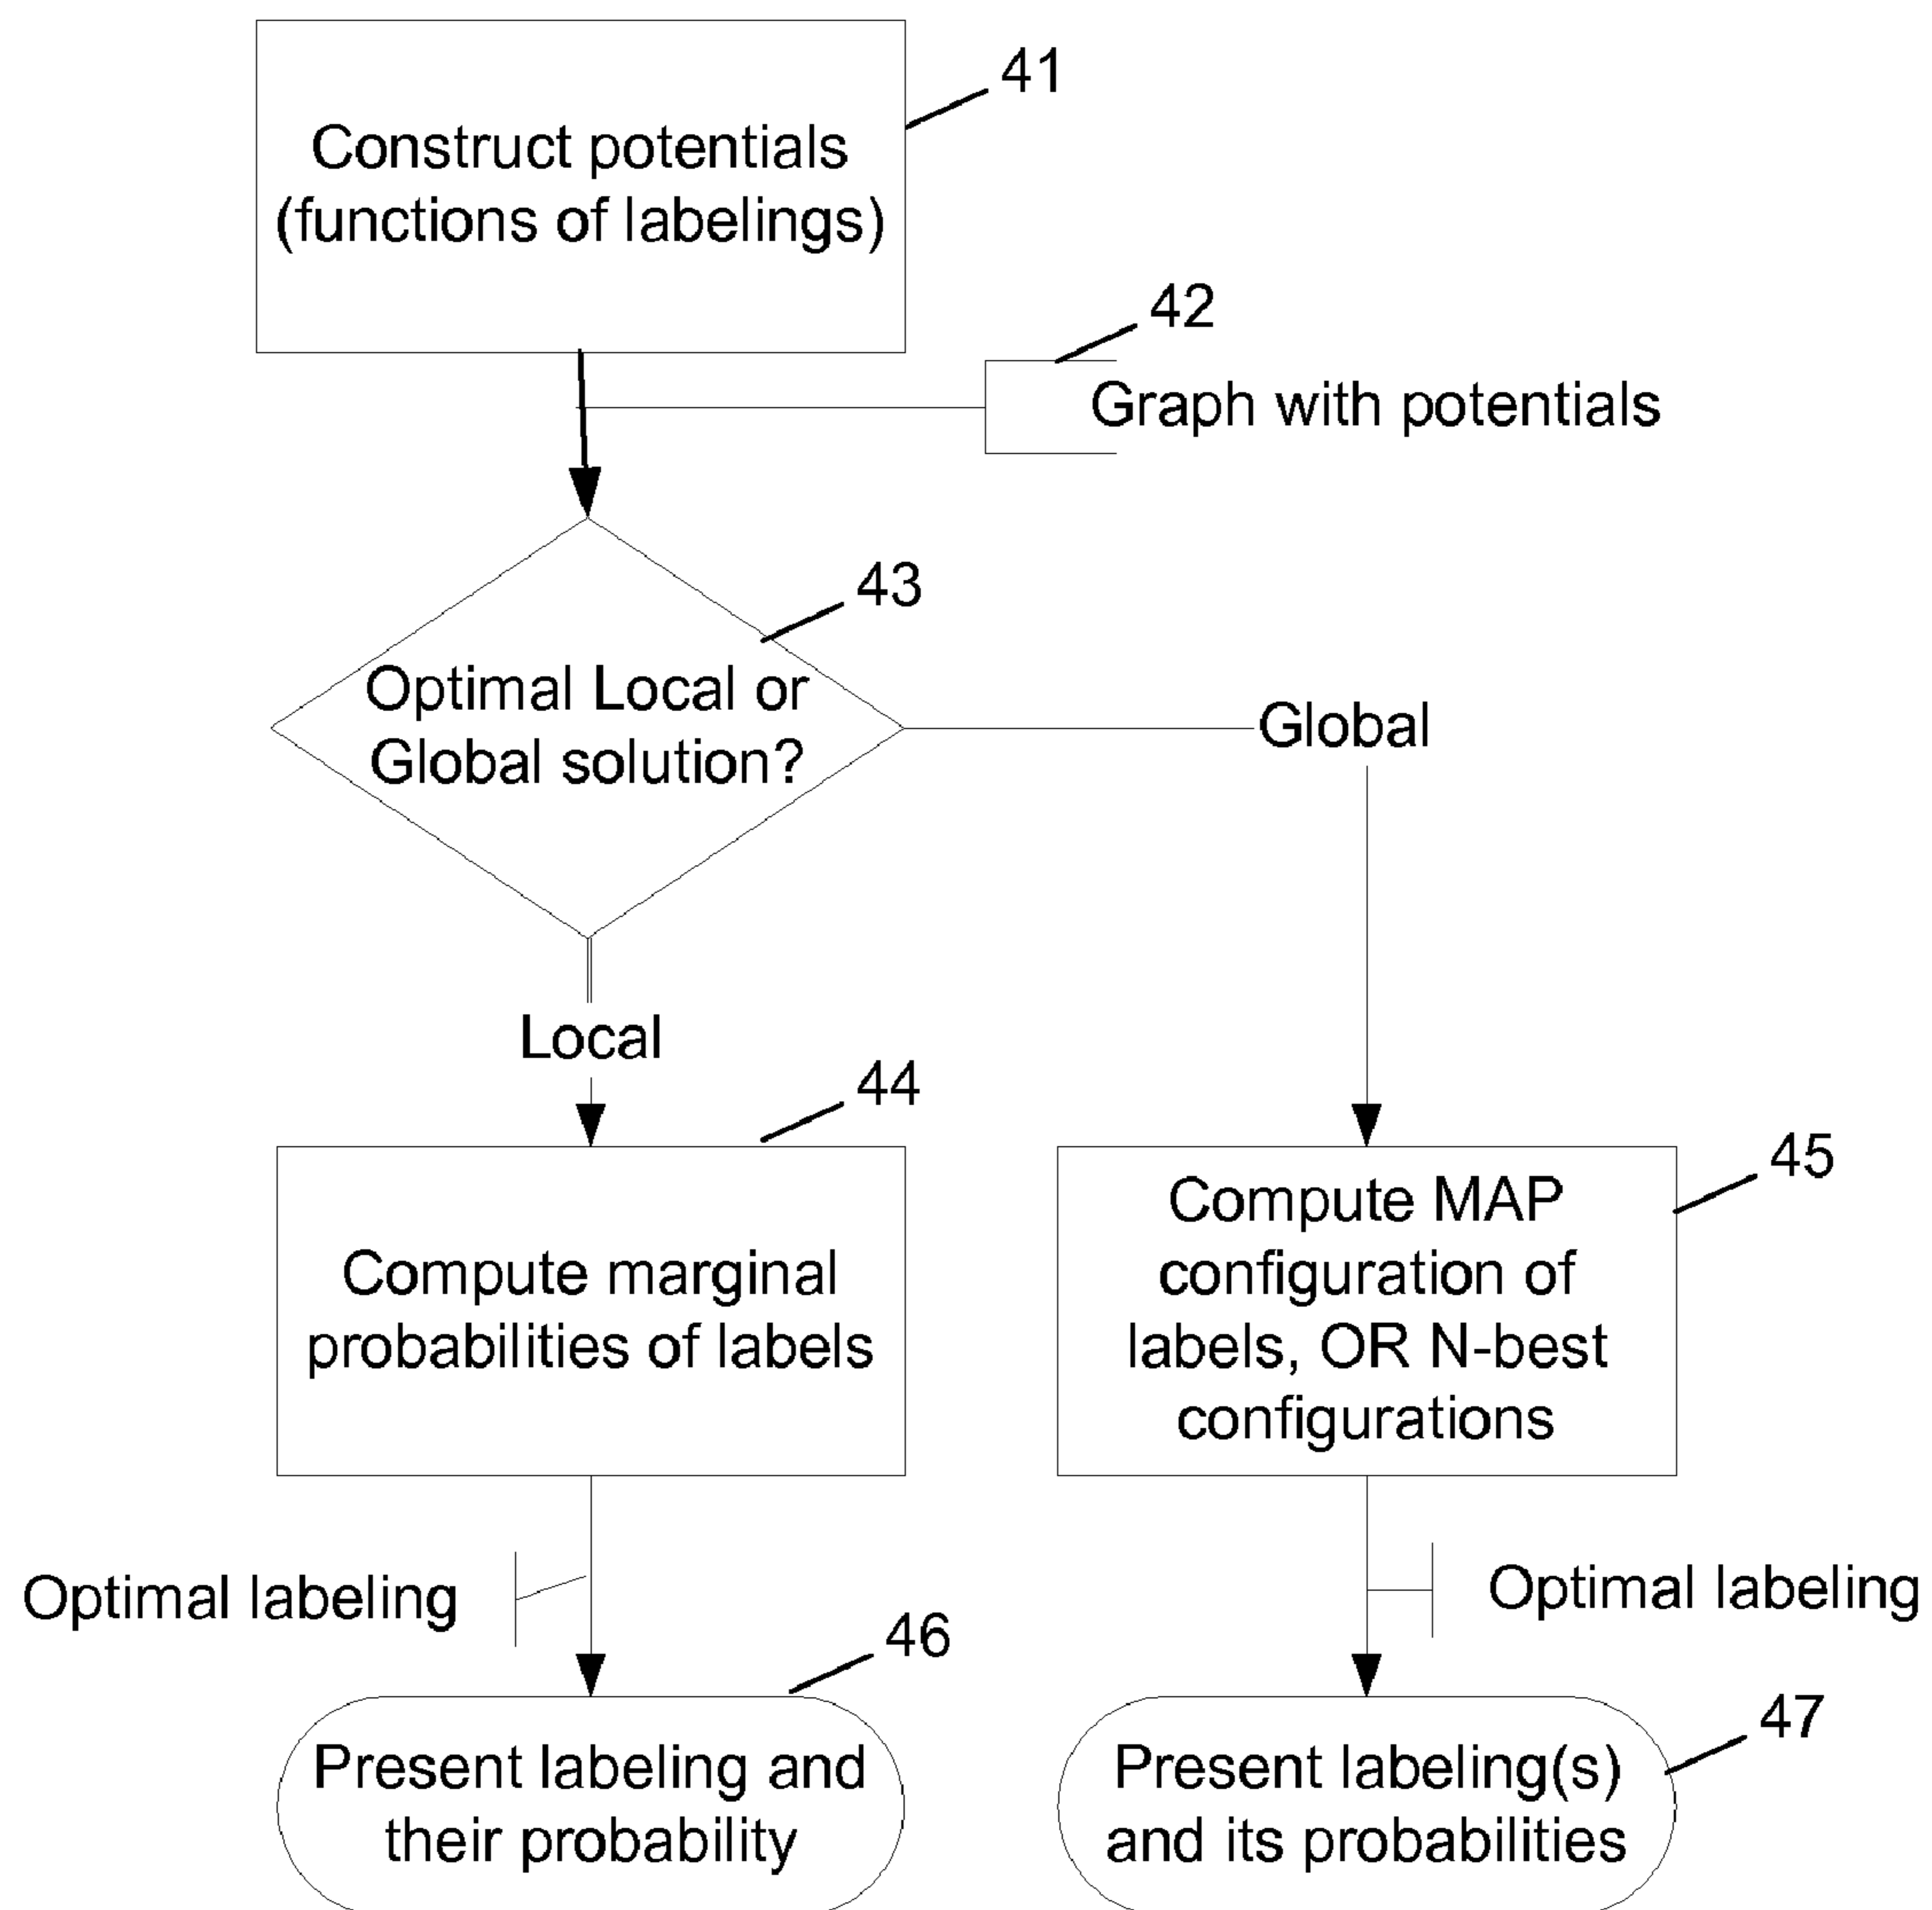 41
Construct potentials
(functions of labelings)
42
Graph with potentials
43
Optimal Local or
Global solution?
Global
Local
44
Compute marginal
probabilities of labels
45
Compute MAP
configuration of
labels, OR N-best
configurations
Optimal labeling
Optimal labeling
46
Present labeling and
their probability
47
Present labeling(s)
and its probabilities